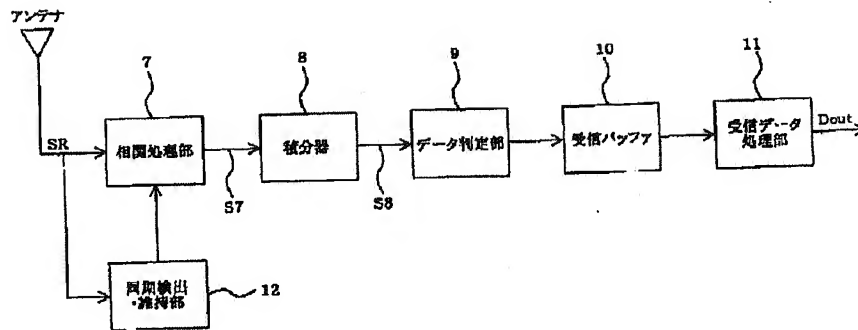 アンテナ
7
8
9
10
11
SR
相関処理部
積分器
データ判定部
受信バッファ
受信データ
処理部
Dout
S7
S8
同期検出
・維持部
12